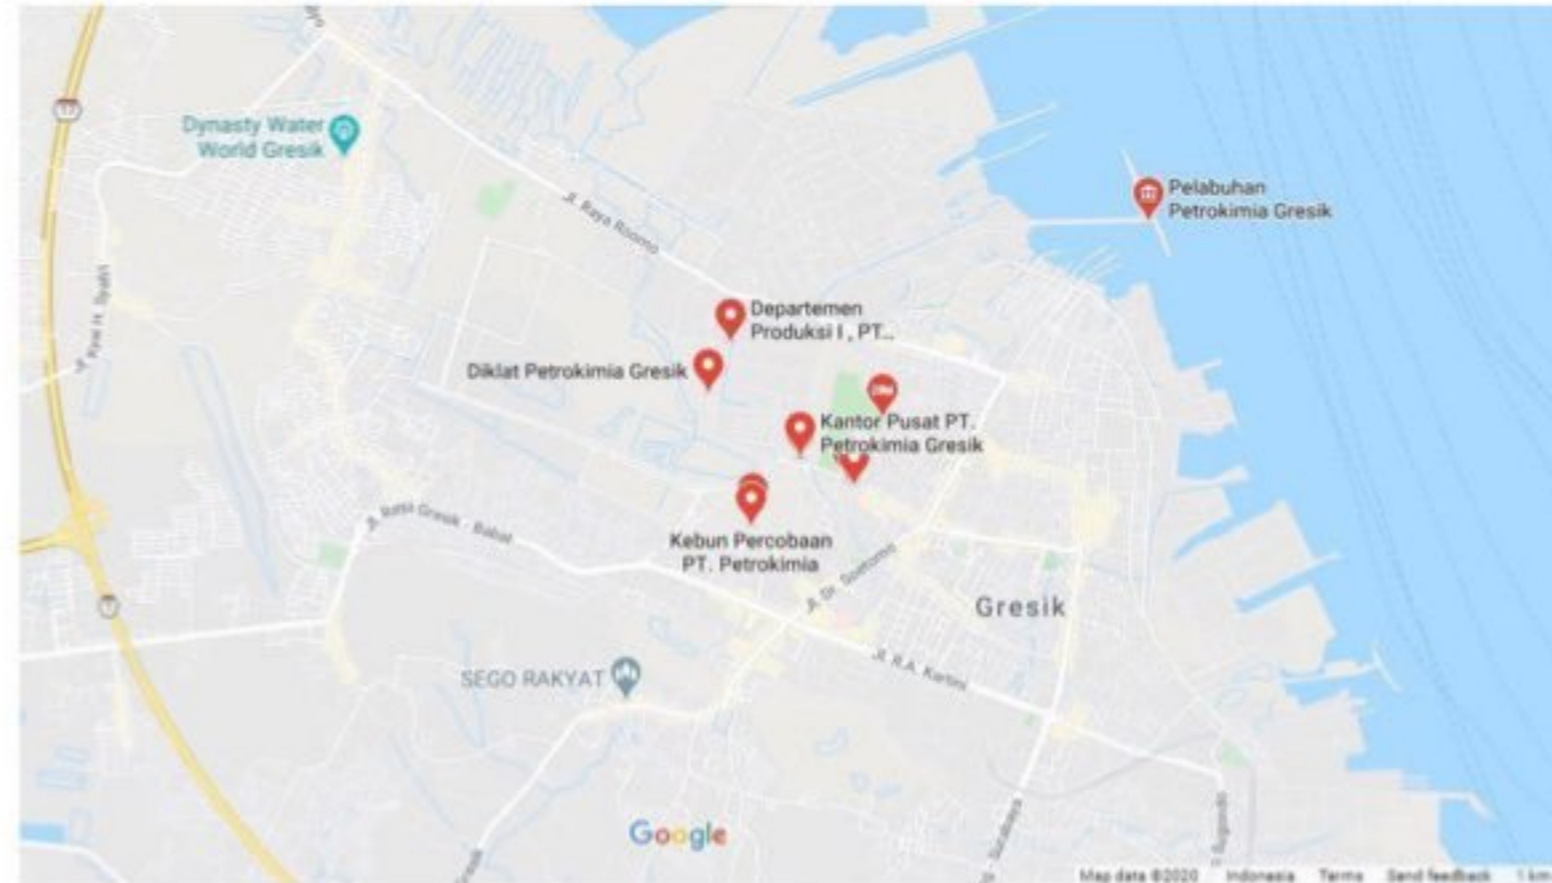 Dynasty Water
World Gresik
Pelabuhan
Petrokimia Gresik
Jl. Raya Roomo
Departemen
Produksi I , PT...
Diklat Petrokimia Gresik
Kantor Pusat PT.
Petrokimia Gresik
Kebun Percobaan
PT. Petrokimia
Jl. Raya Gresik - Babat
Jl. Dr. Soetomo
Gresik
Jl. R.A. Kartini
SEGO RAKYAT
Google
Map data ©2020 Indonesia Terms Send feedback 1 km